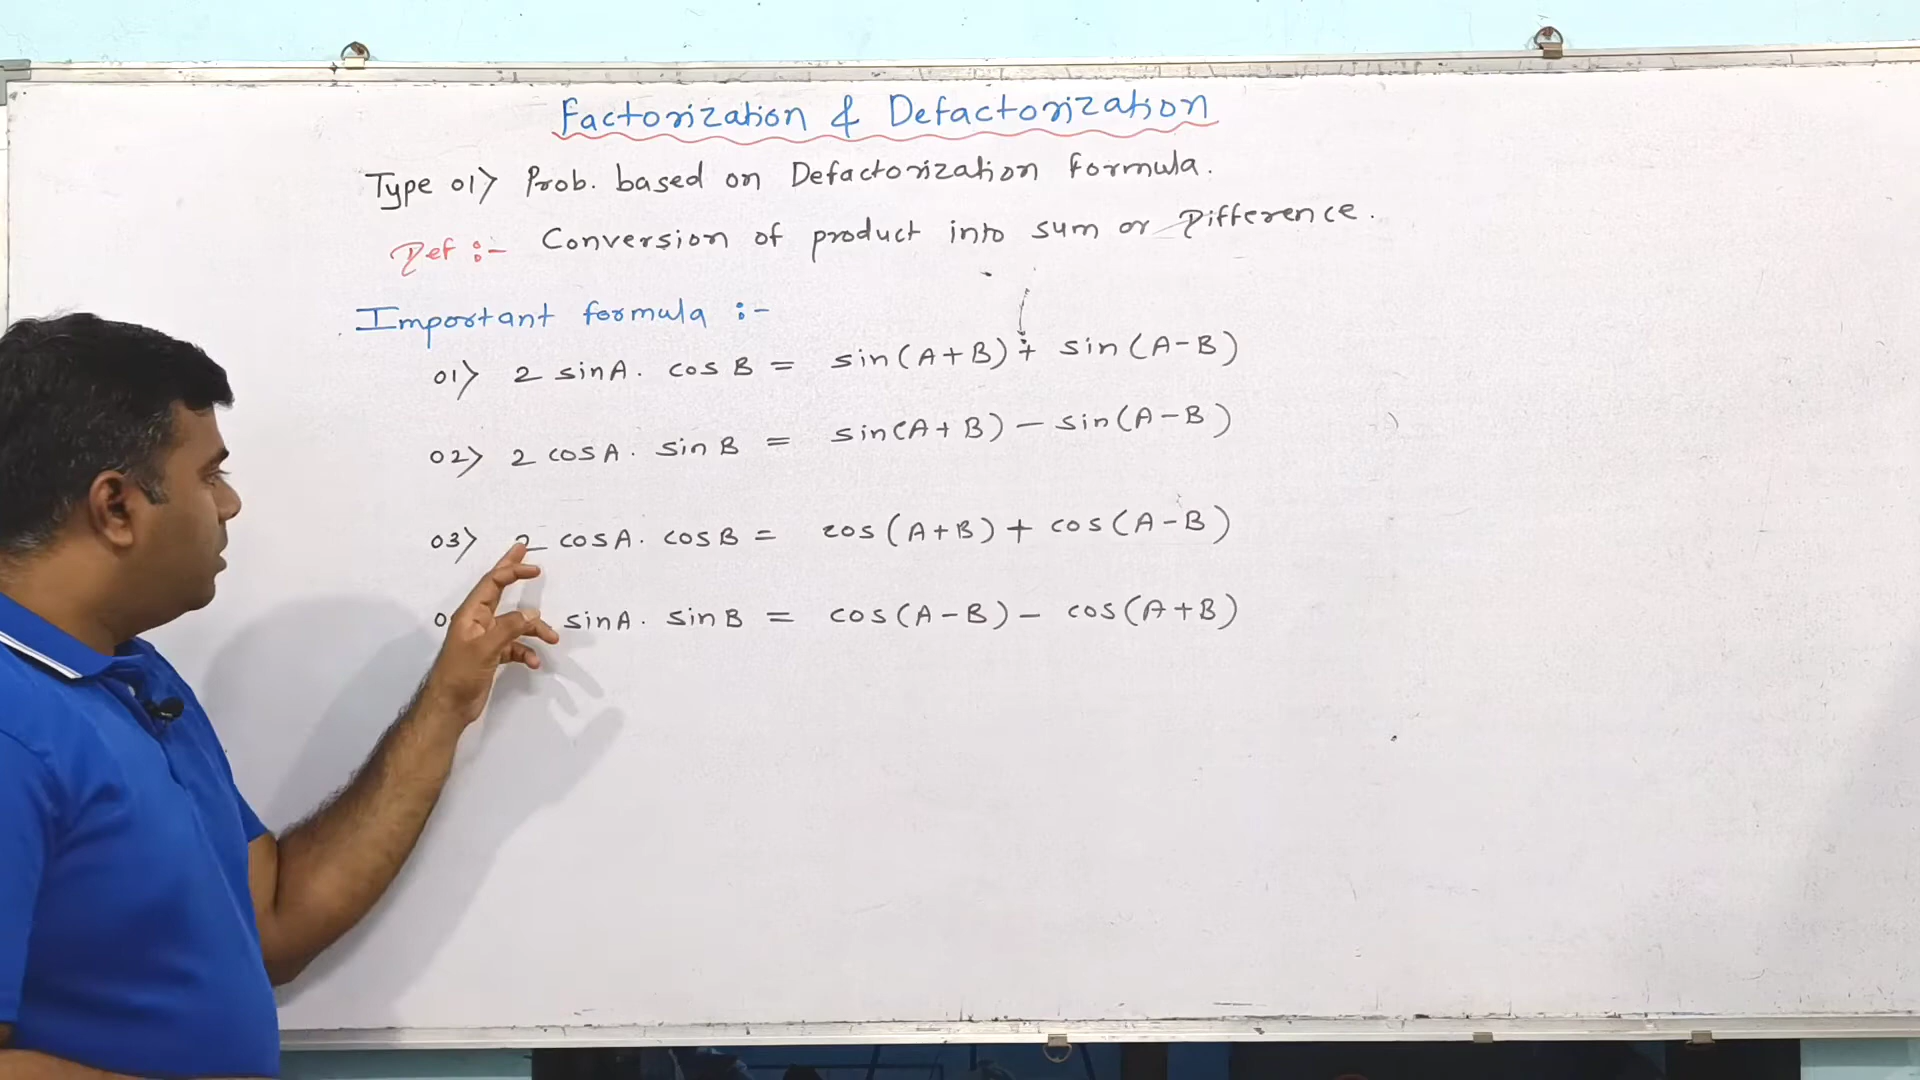 Factorization & Defactorization
Type 01> Prob. based on Defactorization formula.
Def :- Conversion of product into sum or Difference.
Important formula :-
01> 2 sinA. cos B = sin(A+B) + sin(A-B)
02> 2 cosA. sin B = sin(A+B) - sin(A-B)
03> 2 cosA. cosB = cos(A+B) + cos(A-B)
sinA. sinB = cos(A-B) - cos(A+B)